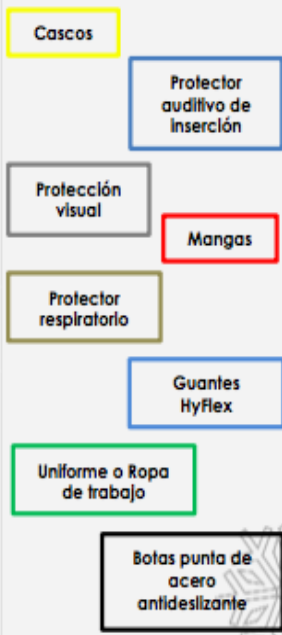 Cascos
Protector
auditivo de
inserción
Protección
visual
Mangas
Protector
respiratorio
Guantes
HyFlex
Uniforme o Ropa
de trabajo
Botas punta de
acero
antideslizante